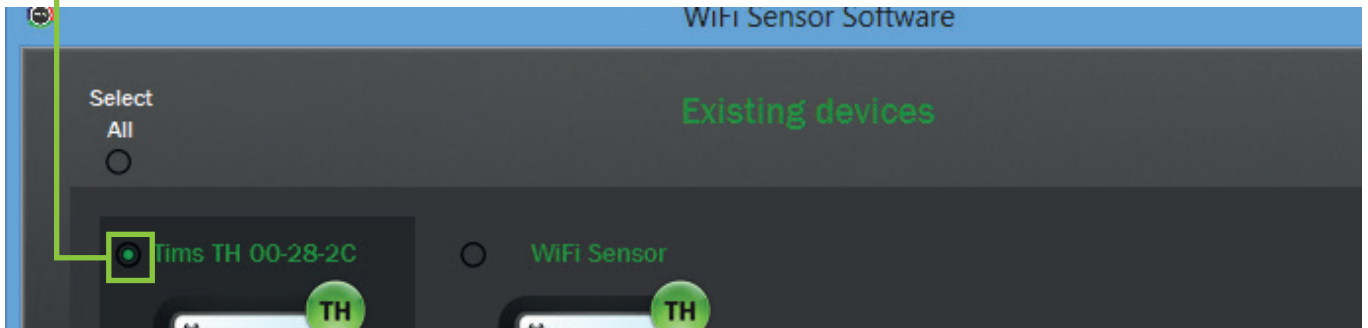 WiFi Sensor Software
Select
All
Existing devices
Tims TH 00-28-2C
WiFi Sensor
TH
TH